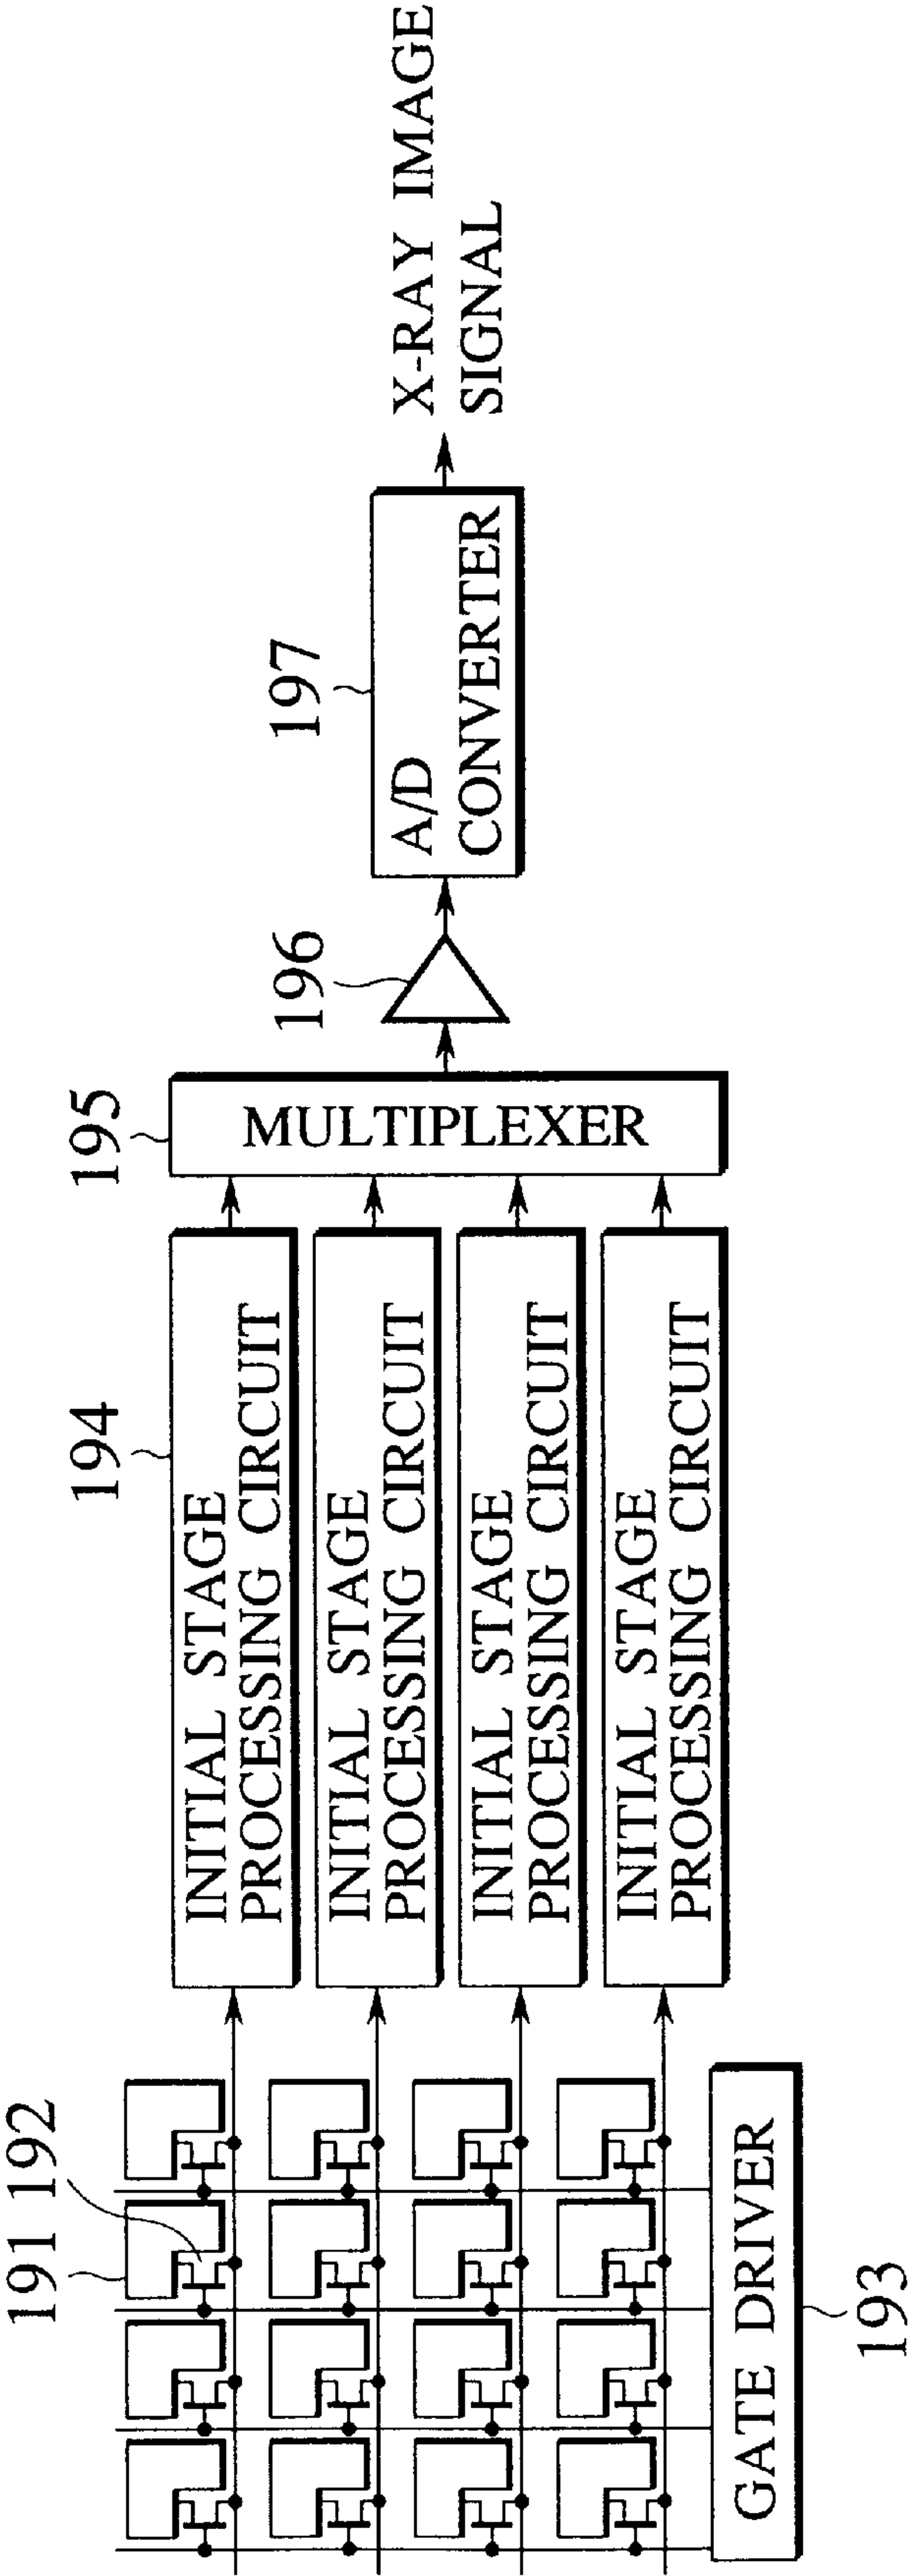 191
192
GATE DRIVER
193
194
INITIAL STAGE
PROCESSING CIRCUIT
INITIAL STAGE
PROCESSING CIRCUIT
INITIAL STAGE
PROCESSING CIRCUIT
INITIAL STAGE
PROCESSING CIRCUIT
195
MULTIPLEXER
196
197
A/D
CONVERTER
X-RAY IMAGE
SIGNAL